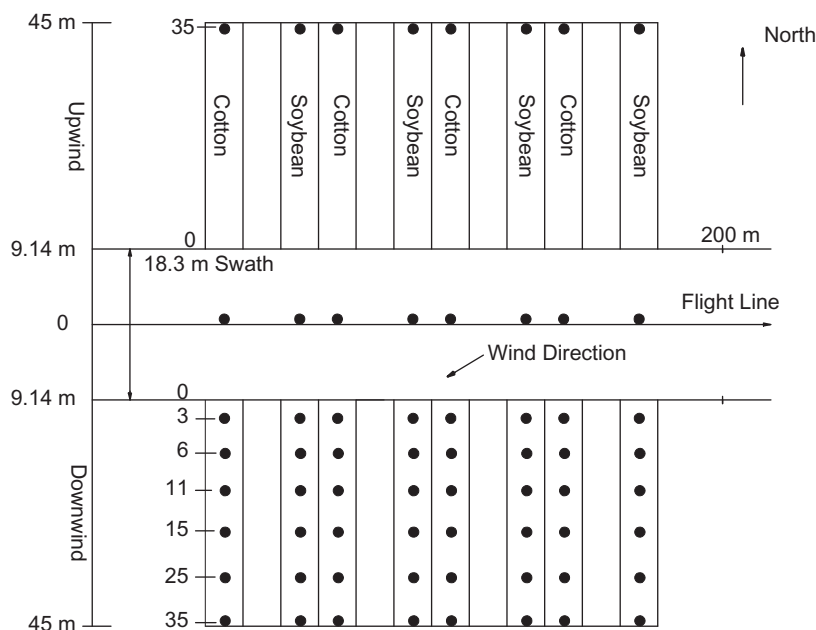 45 m
35
North
Upwind
Cotton
Soybean
Cotton
Soybean
Cotton
Soybean
Cotton
Soybean
9.14 m
0
200 m
18.3 m Swath
0
Flight Line
Wind Direction
9.14 m
0
3
6
11
15
25
35
Downwind
45 m